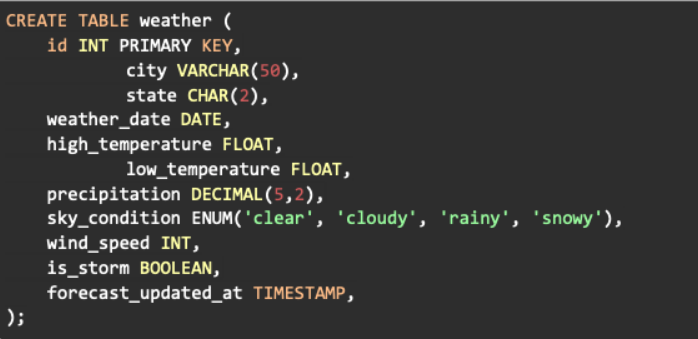 CREATE TABLE weather (
    id INT PRIMARY KEY,
            city VARCHAR(50),
            state CHAR(2),
    weather_date DATE,
    high_temperature FLOAT,
            low_temperature FLOAT,
    precipitation DECIMAL(5,2),
    sky_condition ENUM('clear', 'cloudy', 'rainy', 'snowy'),
    wind_speed INT,
    is_storm BOOLEAN,
    forecast_updated_at TIMESTAMP,
);